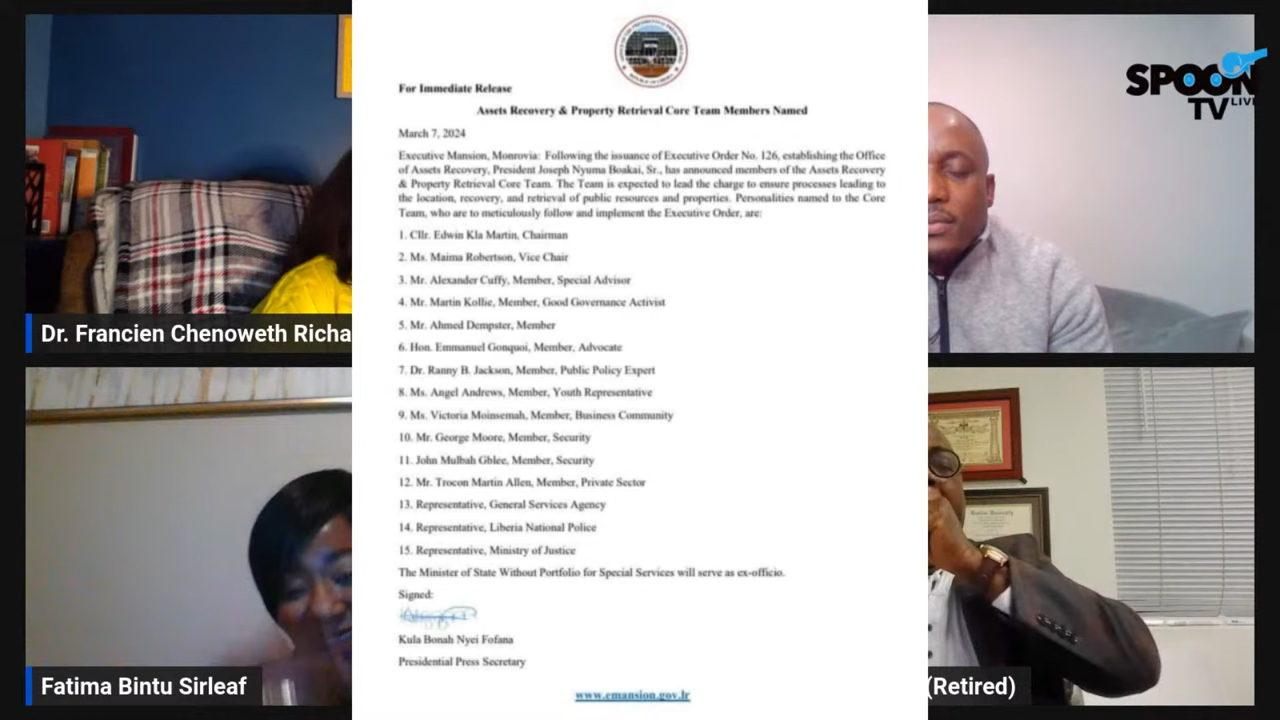 For Immediate Release
Assets Recovery & Property Retrieval Core Team Members Named
March 7, 2024
Executive Mansion, Monrovia: Following the issuance of Executive Order No. 126, establishing the Office
of Assets Recovery, President Joseph Nyuma Boakai, Sr., has announced members of the Assets Recovery
& Property Retrieval Core Team. The Team is expected to lead the charge to ensure processes leading to
the location, recovery, and retrieval of public resources and properties. Personalities named to the Core
Team, who are to meticulously follow and implement the Executive Order, are:
1. Cllr. Edwin Kla Martin, Chairman
2. Ms. Maima Robertson, Vice Chair
3. Mr. Alexander Cuffy, Member, Special Advisor
4. Mr. Martin Kollie, Member, Good Governance Activist
5. Mr. Ahmed Dempster, Member
6. Hon. Emmanuel Gonquoi, Member, Advocate
7. Dr. Ranny B. Jackson, Member, Public Policy Expert
8. Ms. Angel Andrews, Member, Youth Representative
9. Ms. Victoria Moinsemah, Member, Business Community
10. Mr. George Moore, Member, Security
11. John Mulbah Gblee, Member, Security
12. Mr. Trocon Martin Allen, Member, Private Sector
13. Representative, General Services Agency
14. Representative, Liberia National Police
15. Representative, Ministry of Justice
The Minister of State Without Portfolio for Special Services will serve as ex-officio.
Signed:
Kula Bonah Nyei Fofana
Presidential Press Secretary
www.emansion.gov.lr
SPOON
TV LIVE
Dr. Francien Chenoweth Richa
Fatima Bintu Sirleaf
(Retired)